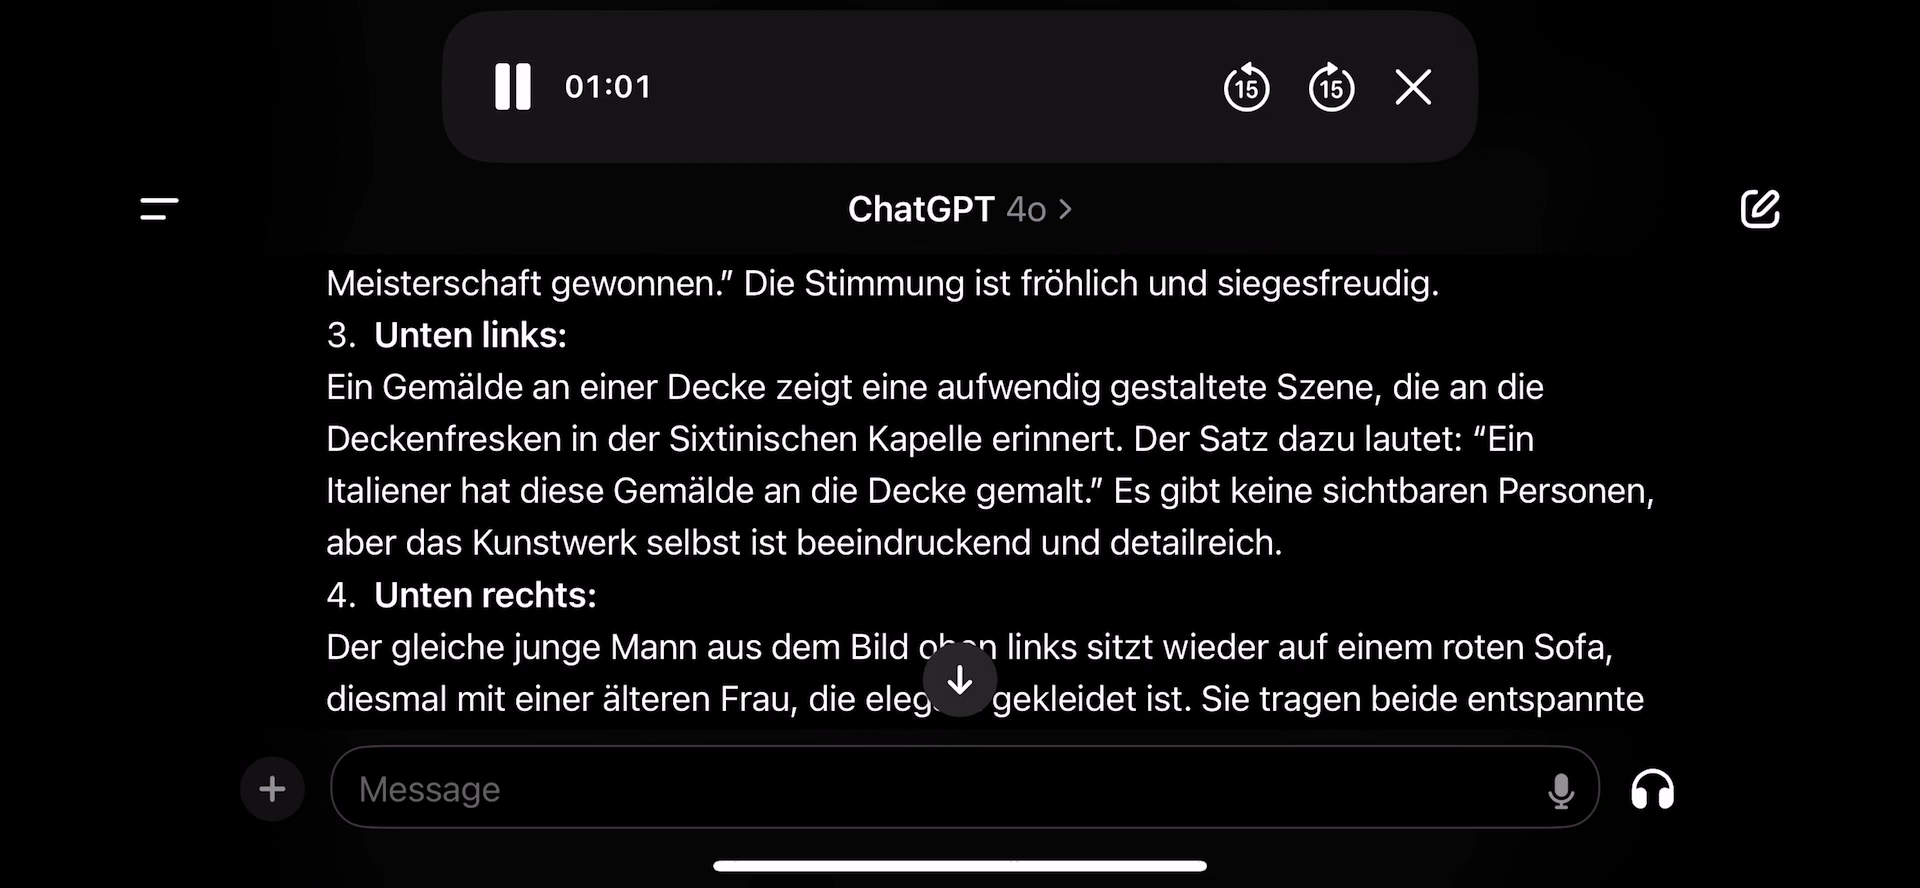 01:01
15
15
ChatGPT 4o
Meisterschaft gewonnen.” Die Stimmung ist fröhlich und siegesfreudig.
3. Unten links:
Ein Gemälde an einer Decke zeigt eine aufwendig gestaltete Szene, die an die
Deckenfresken in der Sixtinischen Kapelle erinnert. Der Satz dazu lautet: “Ein
Italiener hat diese Gemälde an die Decke gemalt.” Es gibt keine sichtbaren Personen,
aber das Kunstwerk selbst ist beeindruckend und detailreich.
4. Unten rechts:
Der gleiche junge Mann aus dem Bild oben links sitzt wieder auf einem roten Sofa,
diesmal mit einer älteren Frau, die gekleidet ist. Sie tragen beide entspannte
Message